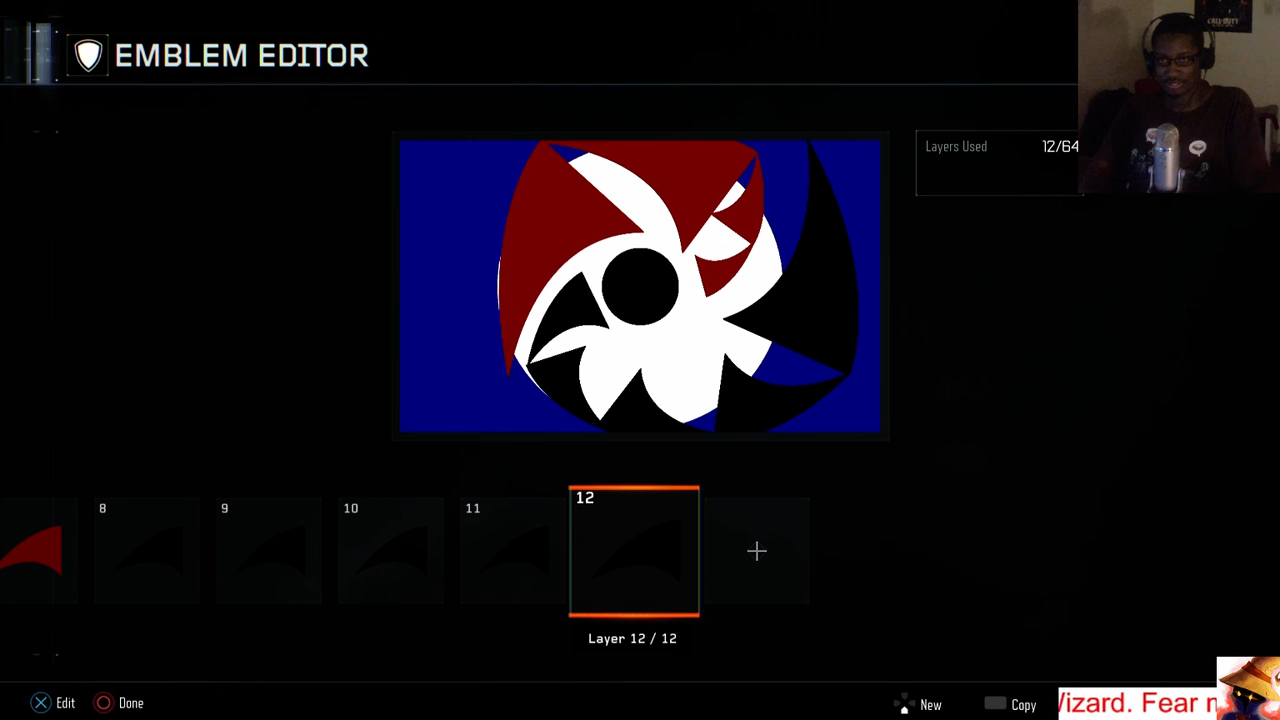 EMBLEM EDITOR
Layers Used 12/64
8 9 10 11 12
Layer 12 / 12
Edit Done New Copy
Wizard. Fear